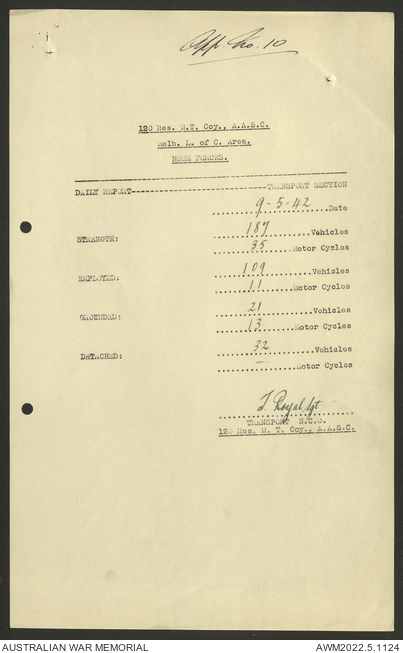 App. No. 10
120 Res. M.T. Coy., A.A.S.C.
Melb. L. of C. Area.
HOME FORCES.
DAILY REPORT------------------------TRANSPORT SECTION
9-5-42 Date
STRENGTH: 187 Vehicles
35 Motor Cycles
EMPLOYED: 109 Vehicles
11 Motor Cycles
GROUNDED: 21 Vehicles
13 Motor Cycles
DETACHED: 32 Vehicles
— Motor Cycles
T. Royal Sgt
TRANSPORT N.C.O.
120 Res. M. T. Coy., A.A.S.C.
AUSTRALIAN WAR MEMORIAL
AWM2022.5.1124